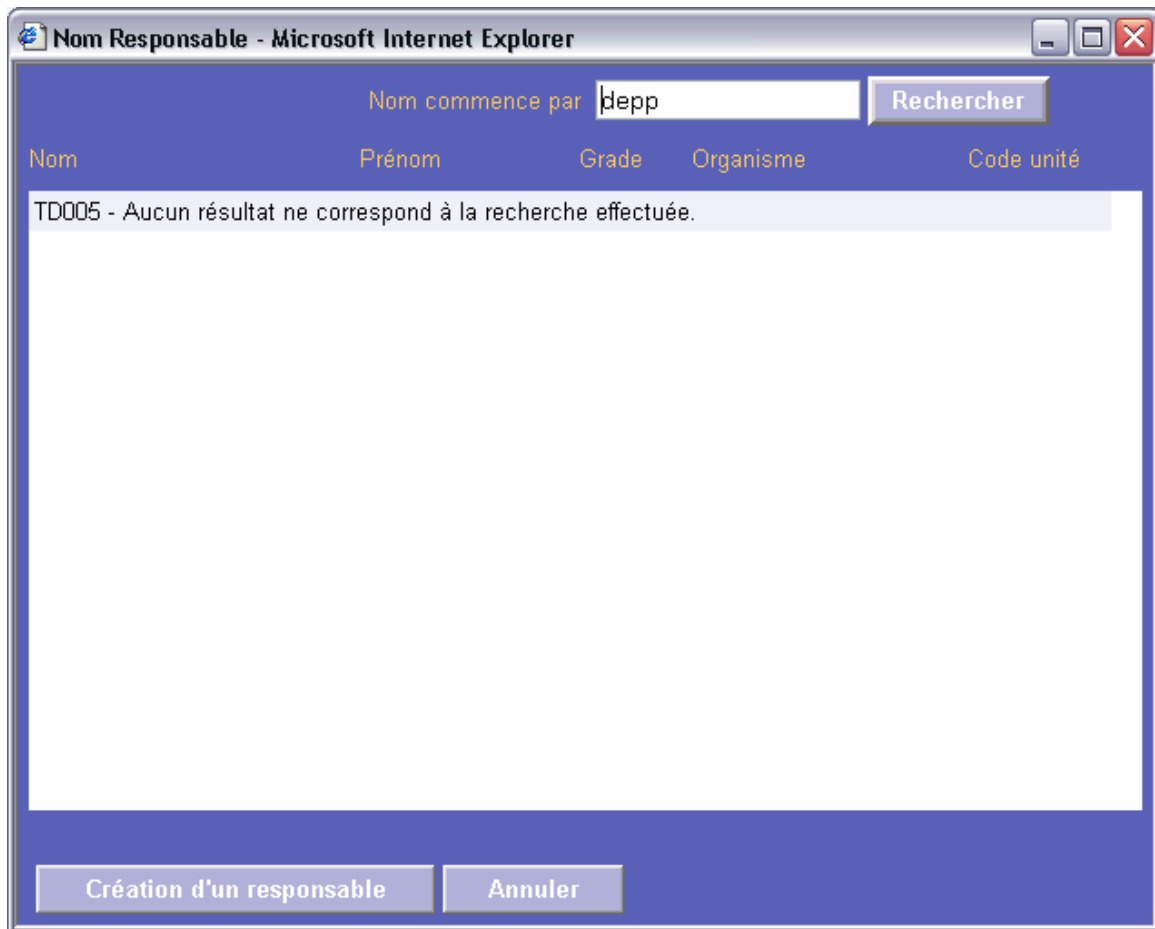 Nom Responsable - Microsoft Internet Explorer
Nom commence par depp Rechercher
Nom Prénom Grade Organisme Code unité
TD005 - Aucun résultat ne correspond à la recherche effectuée.
Création d'un responsable Annuler